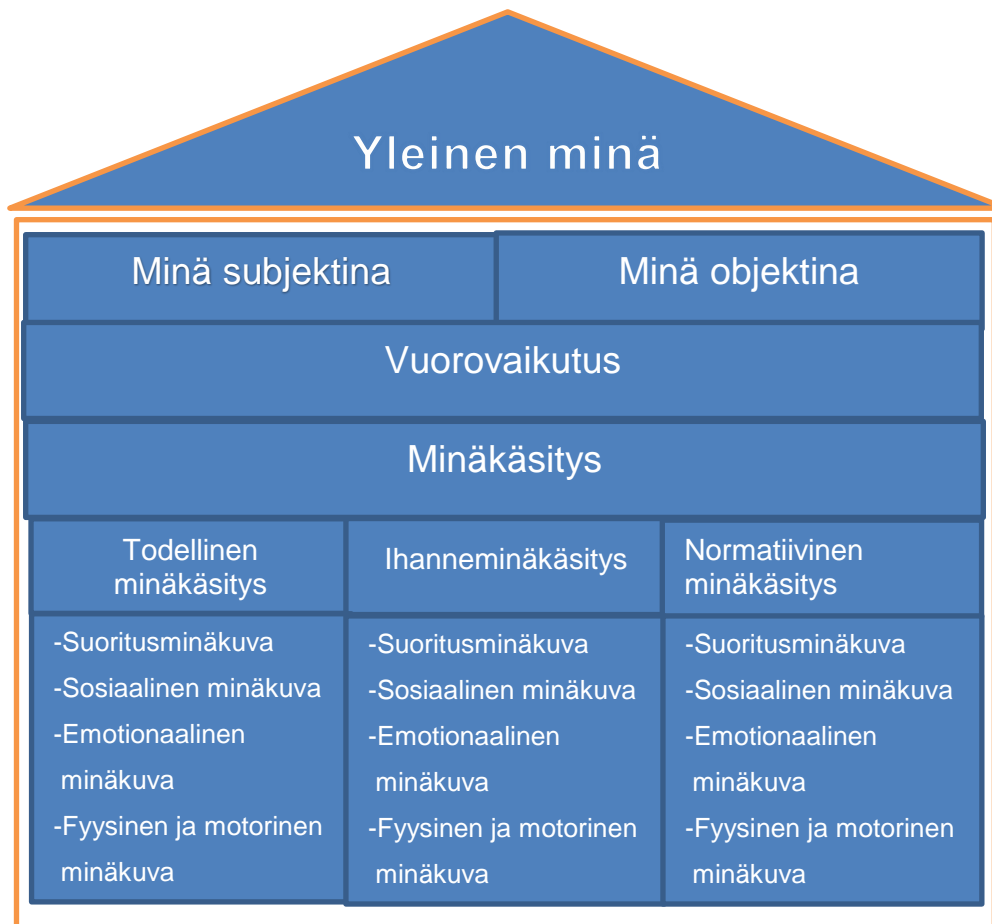 Yleinen minä
Minä subjektina
Minä objektina
Vuorovaikutus
Minäkäsitys
Todellinen
minäkäsitys
Ihanneminäkäsitys
Normatiivinen
minäkäsitys
-Suoritusminäkuva
-Sosiaalinen minäkuva
-Emotionaalinen
minäkuva
-Fyysinen ja motorinen
minäkuva
-Suoritusminäkuva
-Sosiaalinen minäkuva
-Emotionaalinen
minäkuva
-Fyysinen ja motorinen
minäkuva
-Suoritusminäkuva
-Sosiaalinen minäkuva
-Emotionaalinen
minäkuva
-Fyysinen ja motorinen
minäkuva